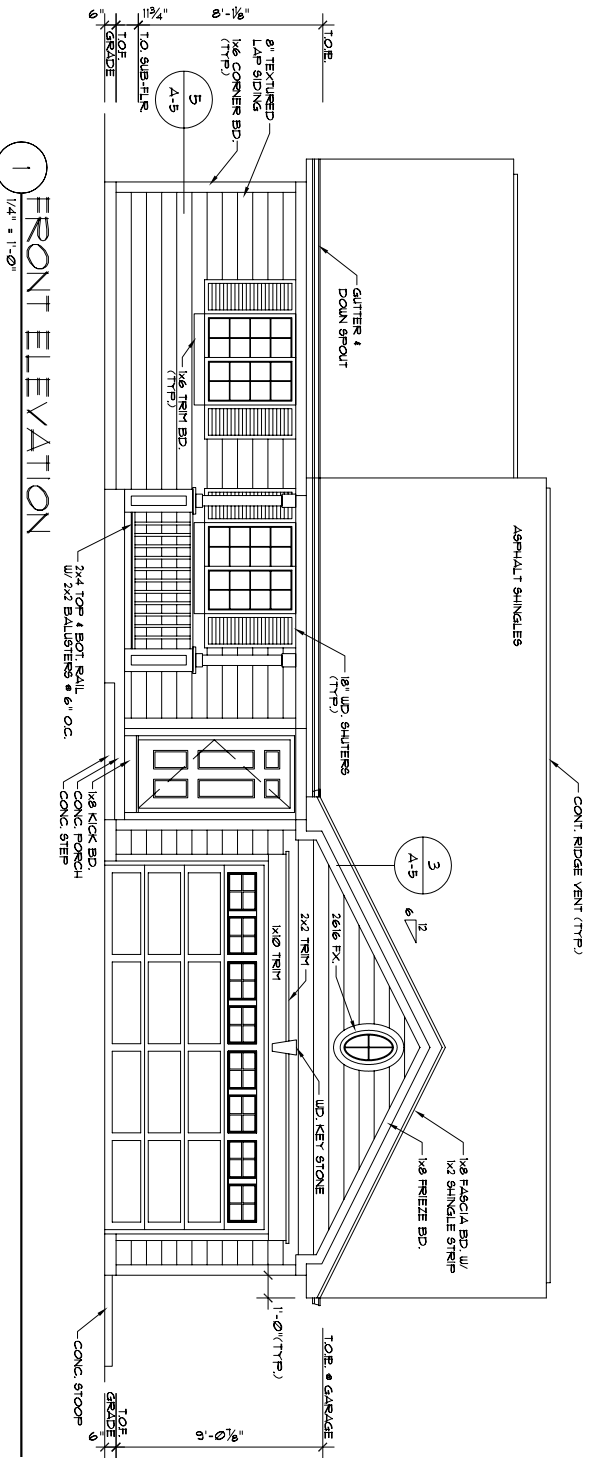 CONT. RIDGE VENT (TYP.)
ASPHALT SHINGLES
1x8 FASCIA BD. W/
1x2 SHINGLE STRIP
1x8 FRIEZE BD.
12
6
3
A-5
2616 FX.
GUTTER &
DOWN SPOUT
18" WD. SHUTERS
(TYP.)
2x2 TRIM
1x10 TRIM
WD. KEY STONE
1'-0" (TYP.)
T.O.P.
8'-1 1/8"
11 3/4"
6"
T.O. SUB-FLR.
T.O.F.
GRADE
8" TEXTURED
LAP SIDING
1x6 CORNER BD.
(TYP.)
5
A-5
1x6 TRIM BD.
(TYP.)
2x4 TOP & BOT. RAIL
W/ 2x2 BALUSTERS @ 6" O.C.
1x8 KICK BD.
CONC. PORCH
CONC. STEP
T.O.P. @ GARAGE
9'-0 7/8"
T.O.F.
GRADE
6"
CONC. STOOP
1
FRONT ELEVATION
1/4" = 1'-0"